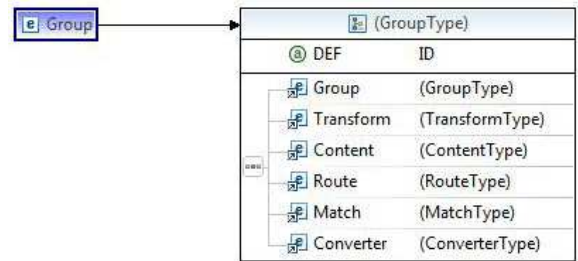 e Group
(GroupType)
a DEF ID
e Group (GroupType)
e Transform (TransformType)
e Content (ContentType)
e Route (RouteType)
e Match (MatchType)
e Converter (ConverterType)